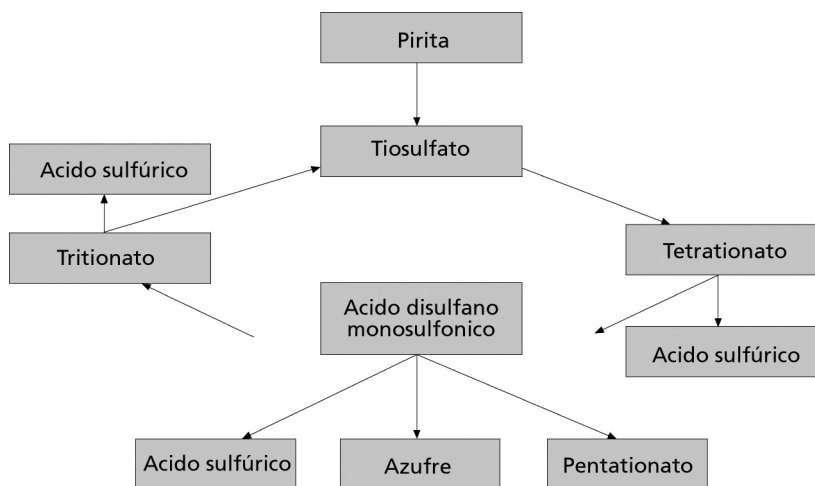 Pirita
Tiosulfato
Acido sulfúrico
Tritionato
Tetrationato
Acido disulfano
monosulfonico
Acido sulfúrico
Acido sulfúrico
Azufre
Pentationato